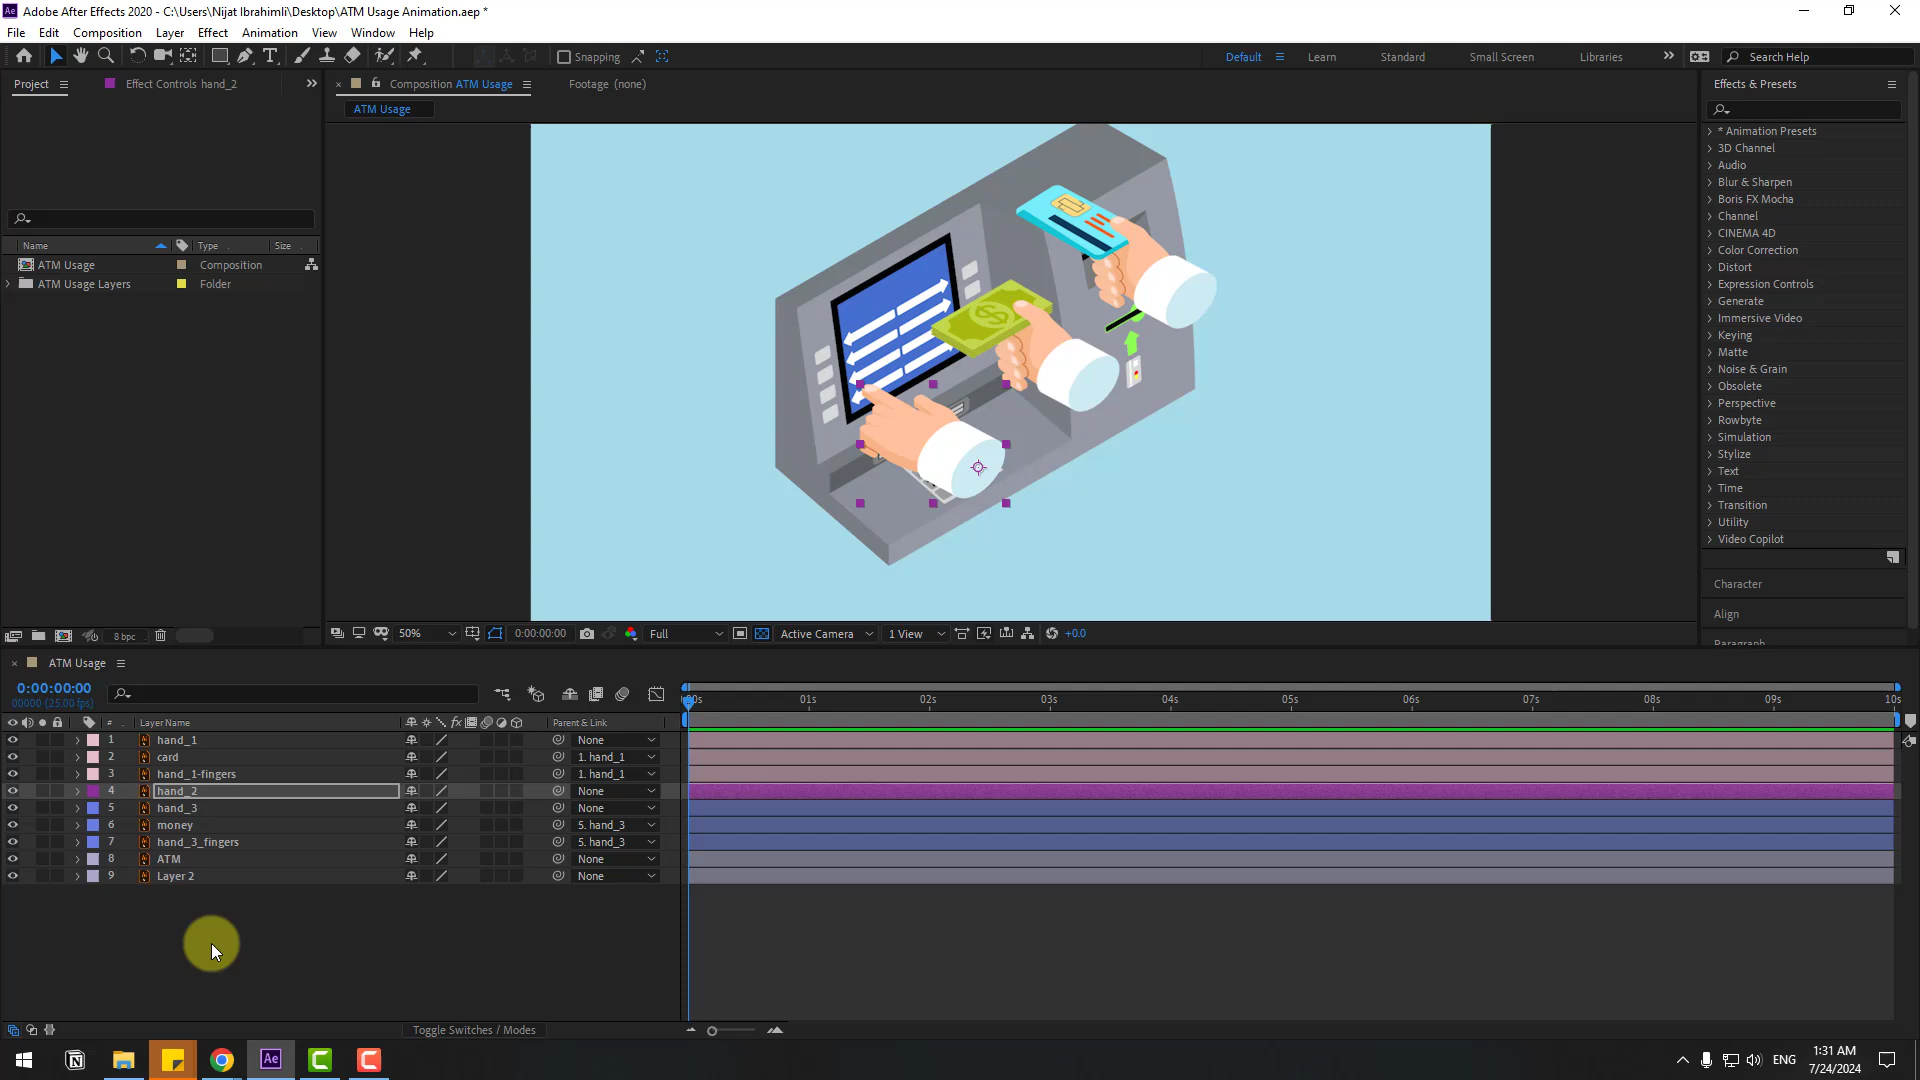 Adobe After Effects 2020 - C:\Users\Nijat Ibrahimli\Desktop\ATM Usage Animation.aep *
File Edit Composition Layer Effect Animation View Window Help
Snapping Default Learn Standard Small Screen Libraries Search Help
Project Effect Controls hand_2
Composition ATM Usage Footage (none)
ATM Usage
Name Type Size
ATM Usage Composition
ATM Usage Layers Folder
8 bpc
50% 0:00:00:00 Full Active Camera 1 View +0.0
Effects & Presets
* Animation Presets
3D Channel
Audio
Blur & Sharpen
Boris FX Mocha
Channel
CINEMA 4D
Color Correction
Distort
Expression Controls
Generate
Immersive Video
Keying
Matte
Noise & Grain
Obsolete
Perspective
Rowbyte
Simulation
Stylize
Text
Time
Transition
Utility
Video Copilot
Character
Align
Paragraph
ATM Usage
0:00:00:00
00000 (25.00 fps)
# Layer Name Parent & Link
01s 02s 03s 04s 05s 06s 07s 08s 09s 10s
1 hand_1 None
2 card 1. hand_1
3 hand_1-fingers 1. hand_1
4 hand_2 None
5 hand_3 None
6 money 5. hand_3
7 hand_3_fingers 5. hand_3
8 ATM None
9 Layer 2 None
Toggle Switches / Modes
ENG
1:31 AM
7/24/2024